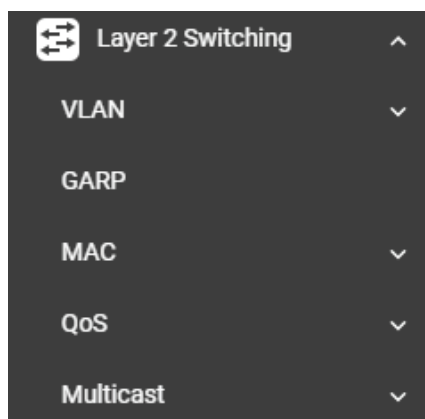 Layer 2 Switching
VLAN
GARP
MAC
QoS
Multicast